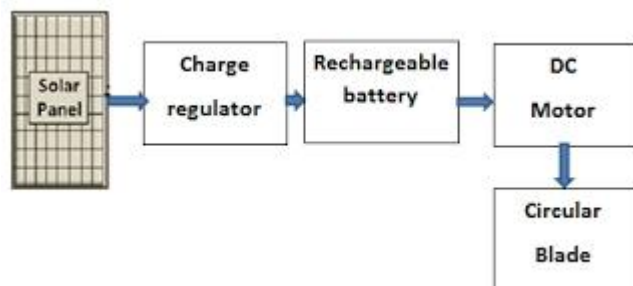 Solar
Panel
Charge
regulator
Rechargeable
battery
DC
Motor
Circular
Blade